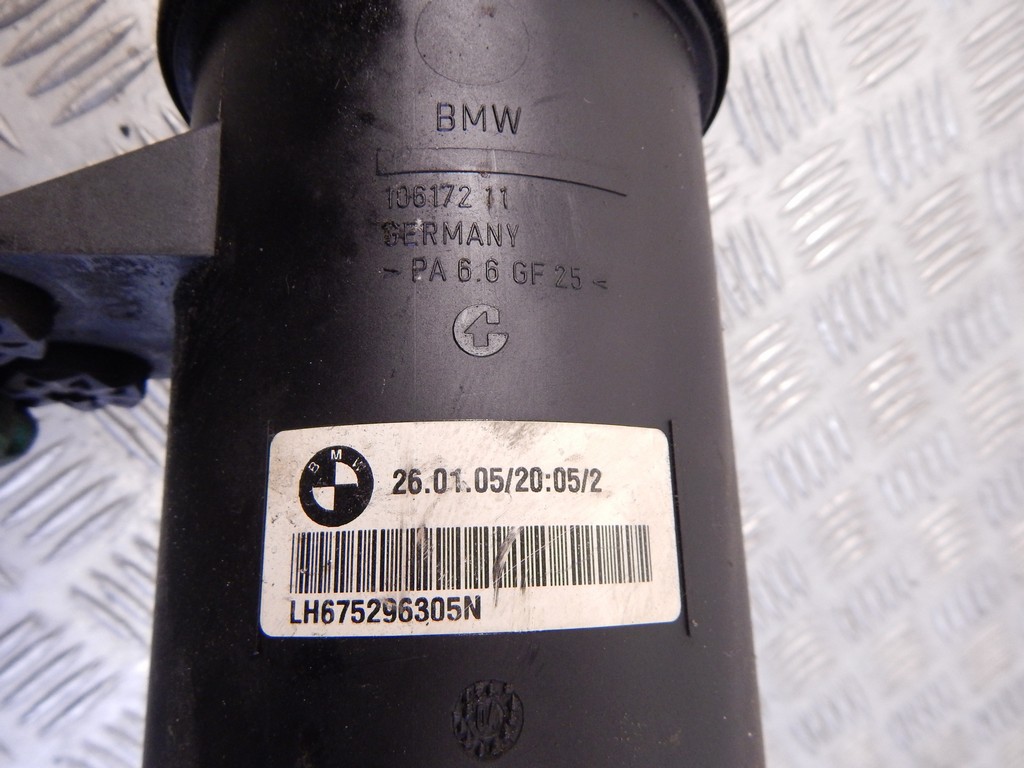 BMW
106172 11
GERMANY
>PA 6.6 GF 25<
BMW
26.01.05/20:05/2
LH675296305N